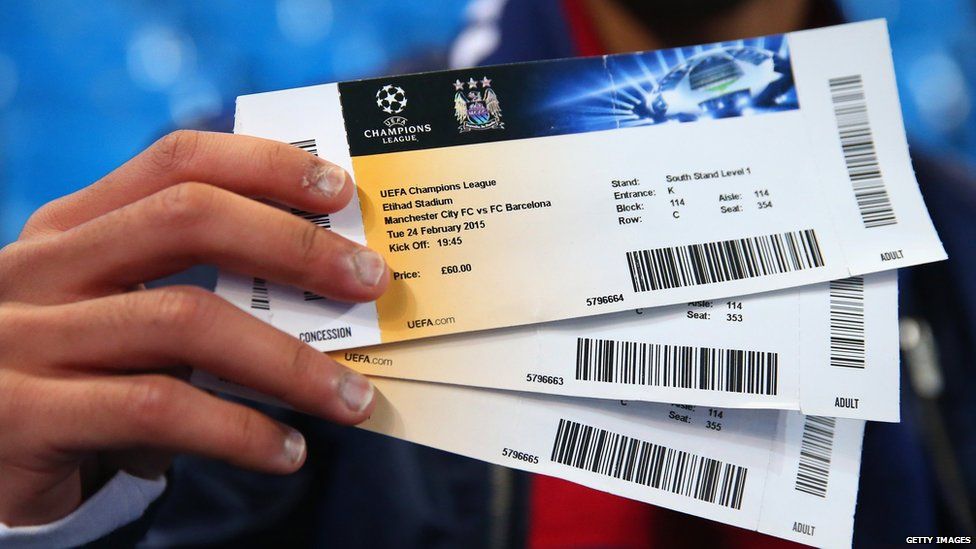 UEFA
CHAMPIONS
LEAGUE
UEFA Champions League
Etihad Stadium
Manchester City FC vs FC Barcelona
Tue 24 February 2015
Kick Off: 19:45
Price: £60.00
UEFA.com
Stand: South Stand Level 1
Entrance: K
Block: 114 Aisle: 114
Row: C Seat: 354
5796664
ADULT
CONCESSION
UEFA.com
Aisle: 114
Seat: 353
5796663
ADULT
114
Seat: 355
5796665
ADULT
GETTY IMAGES